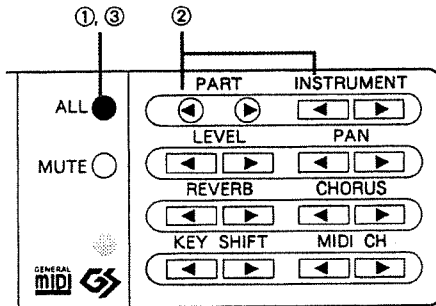 ①, ③ ②
PART INSTRUMENT
ALL
LEVEL PAN
MUTE
REVERB CHORUS
KEY SHIFT MIDI CH
GENERAL
MIDI GS